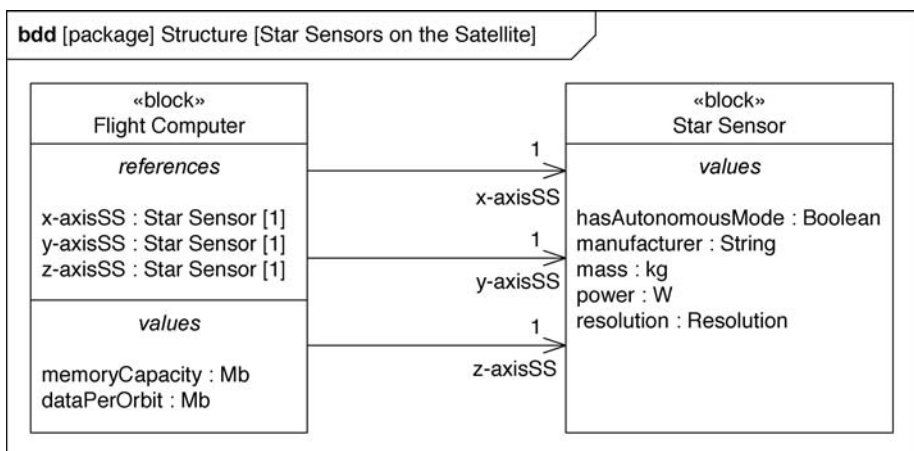 bdd [package] Structure [Star Sensors on the Satellite]
«block»
Flight Computer
references
x-axisSS : Star Sensor [1]
y-axisSS : Star Sensor [1]
z-axisSS : Star Sensor [1]
values
memoryCapacity : Mb
dataPerOrbit : Mb
1
x-axisSS
1
y-axisSS
1
z-axisSS
«block»
Star Sensor
values
hasAutonomousMode : Boolean
manufacturer : String
mass : kg
power : W
resolution : Resolution